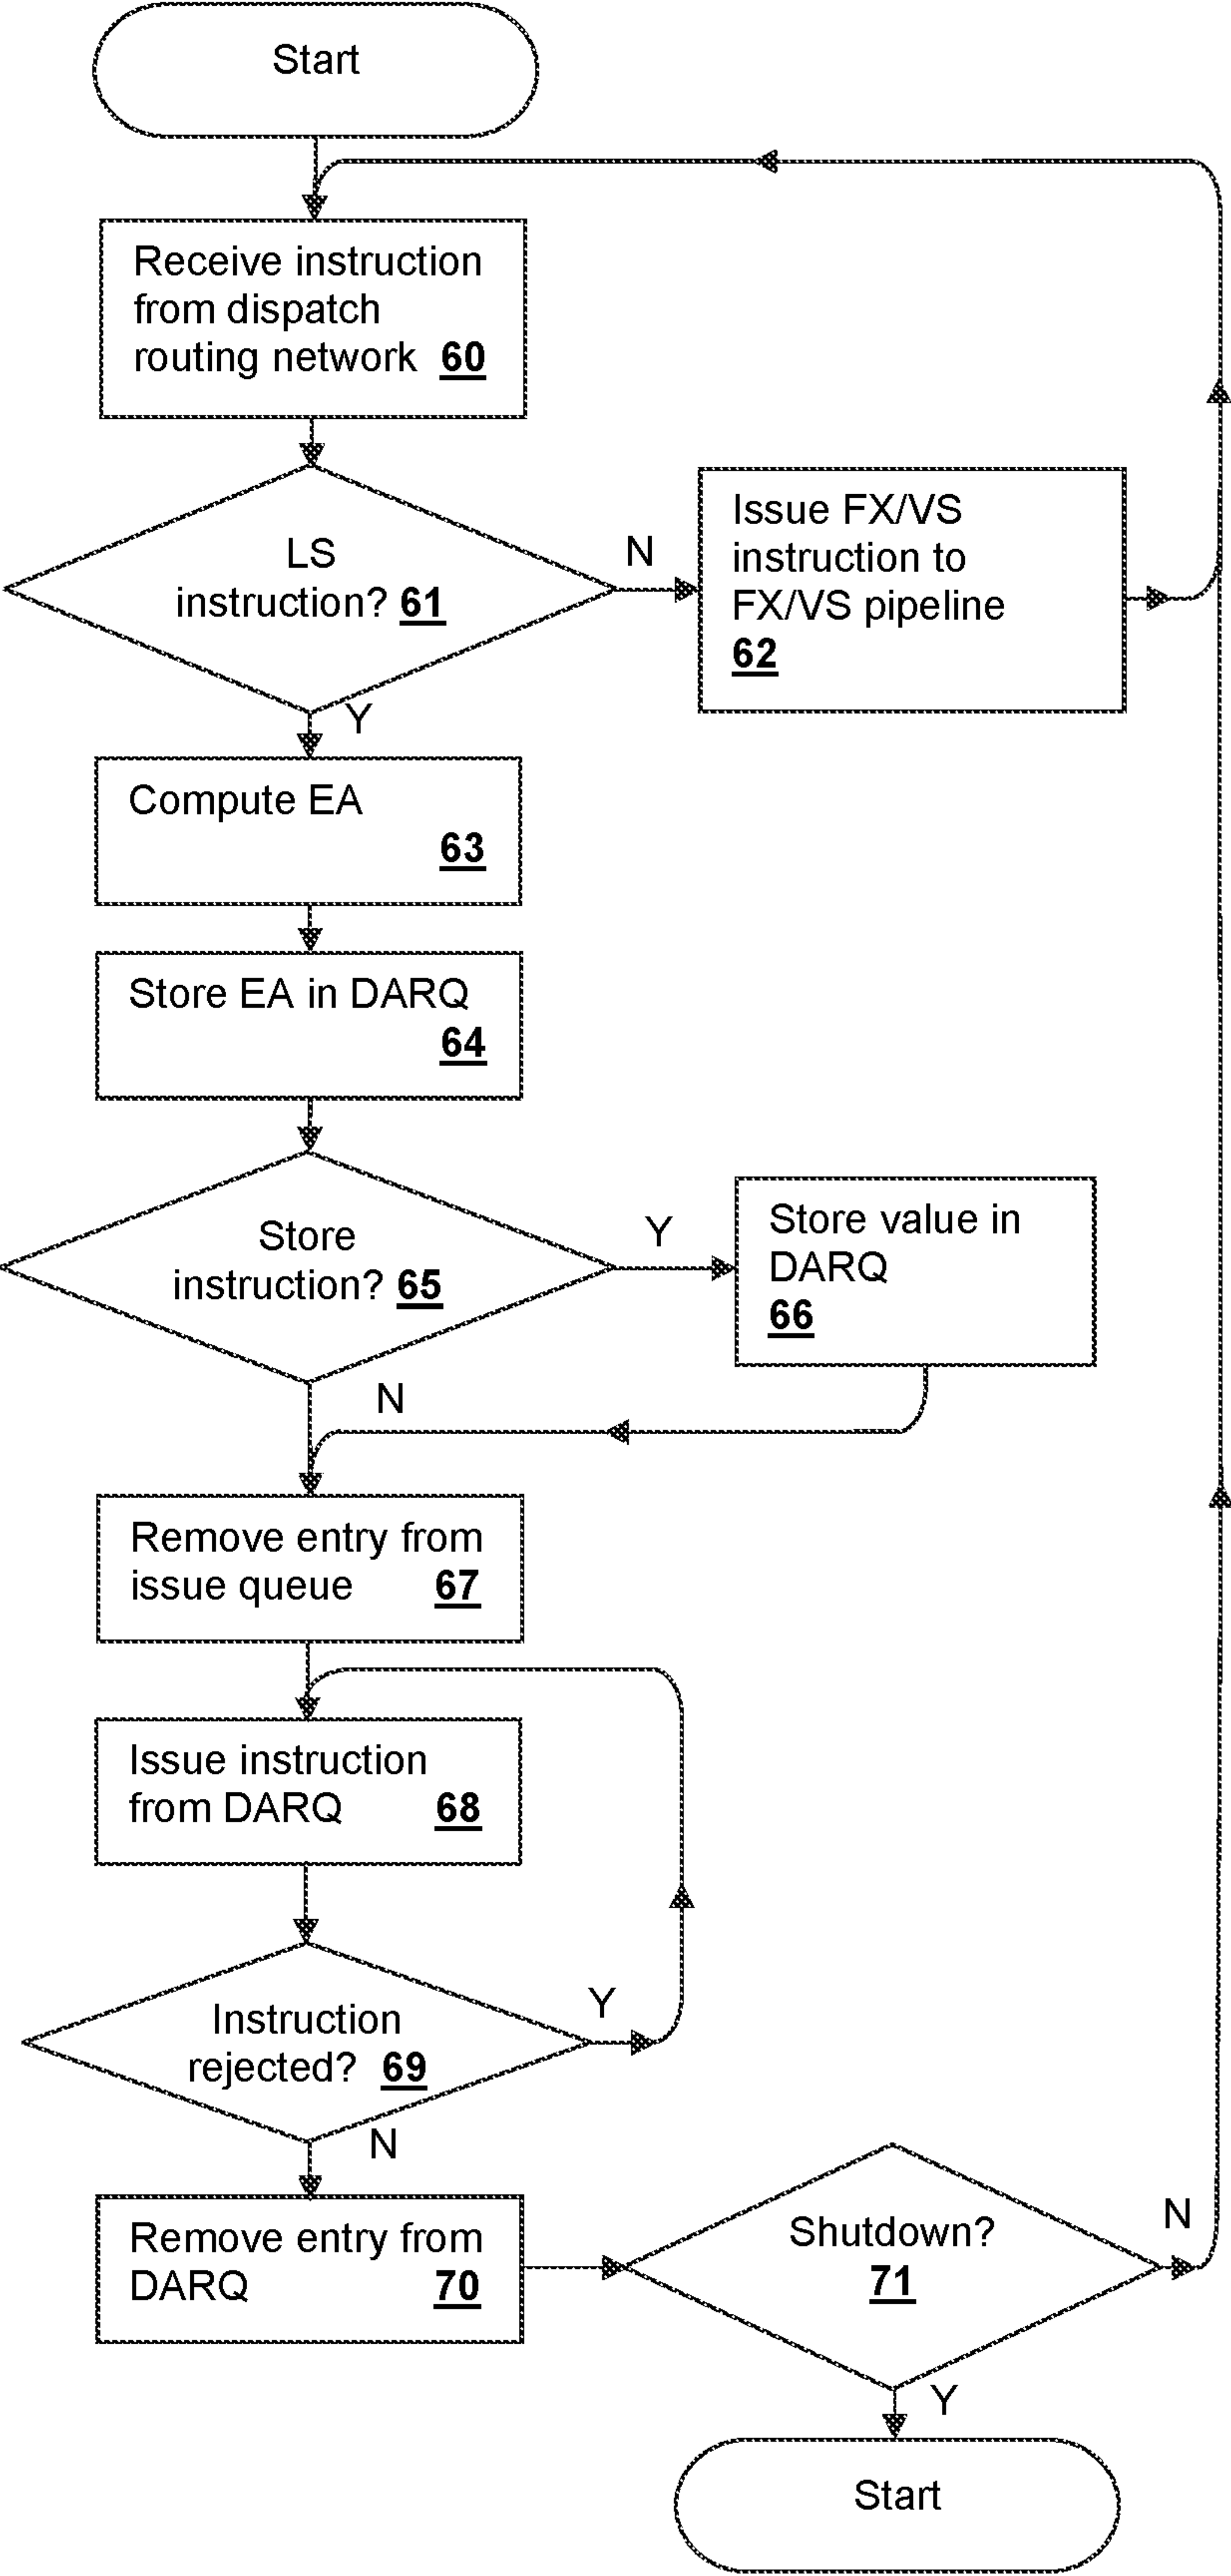 Start
Receive instruction
from dispatch
routing network 60
LS
instruction? 61
N
Issue FX/VS
instruction to
FX/VS pipeline
62
Y
Compute EA
63
Store EA in DARQ
64
Store
instruction? 65
Y
Store value in
DARQ
66
N
Remove entry from
issue queue 67
Issue instruction
from DARQ 68
Instruction
rejected? 69
Y
N
Remove entry from
DARQ 70
Shutdown?
71
N
Y
Start